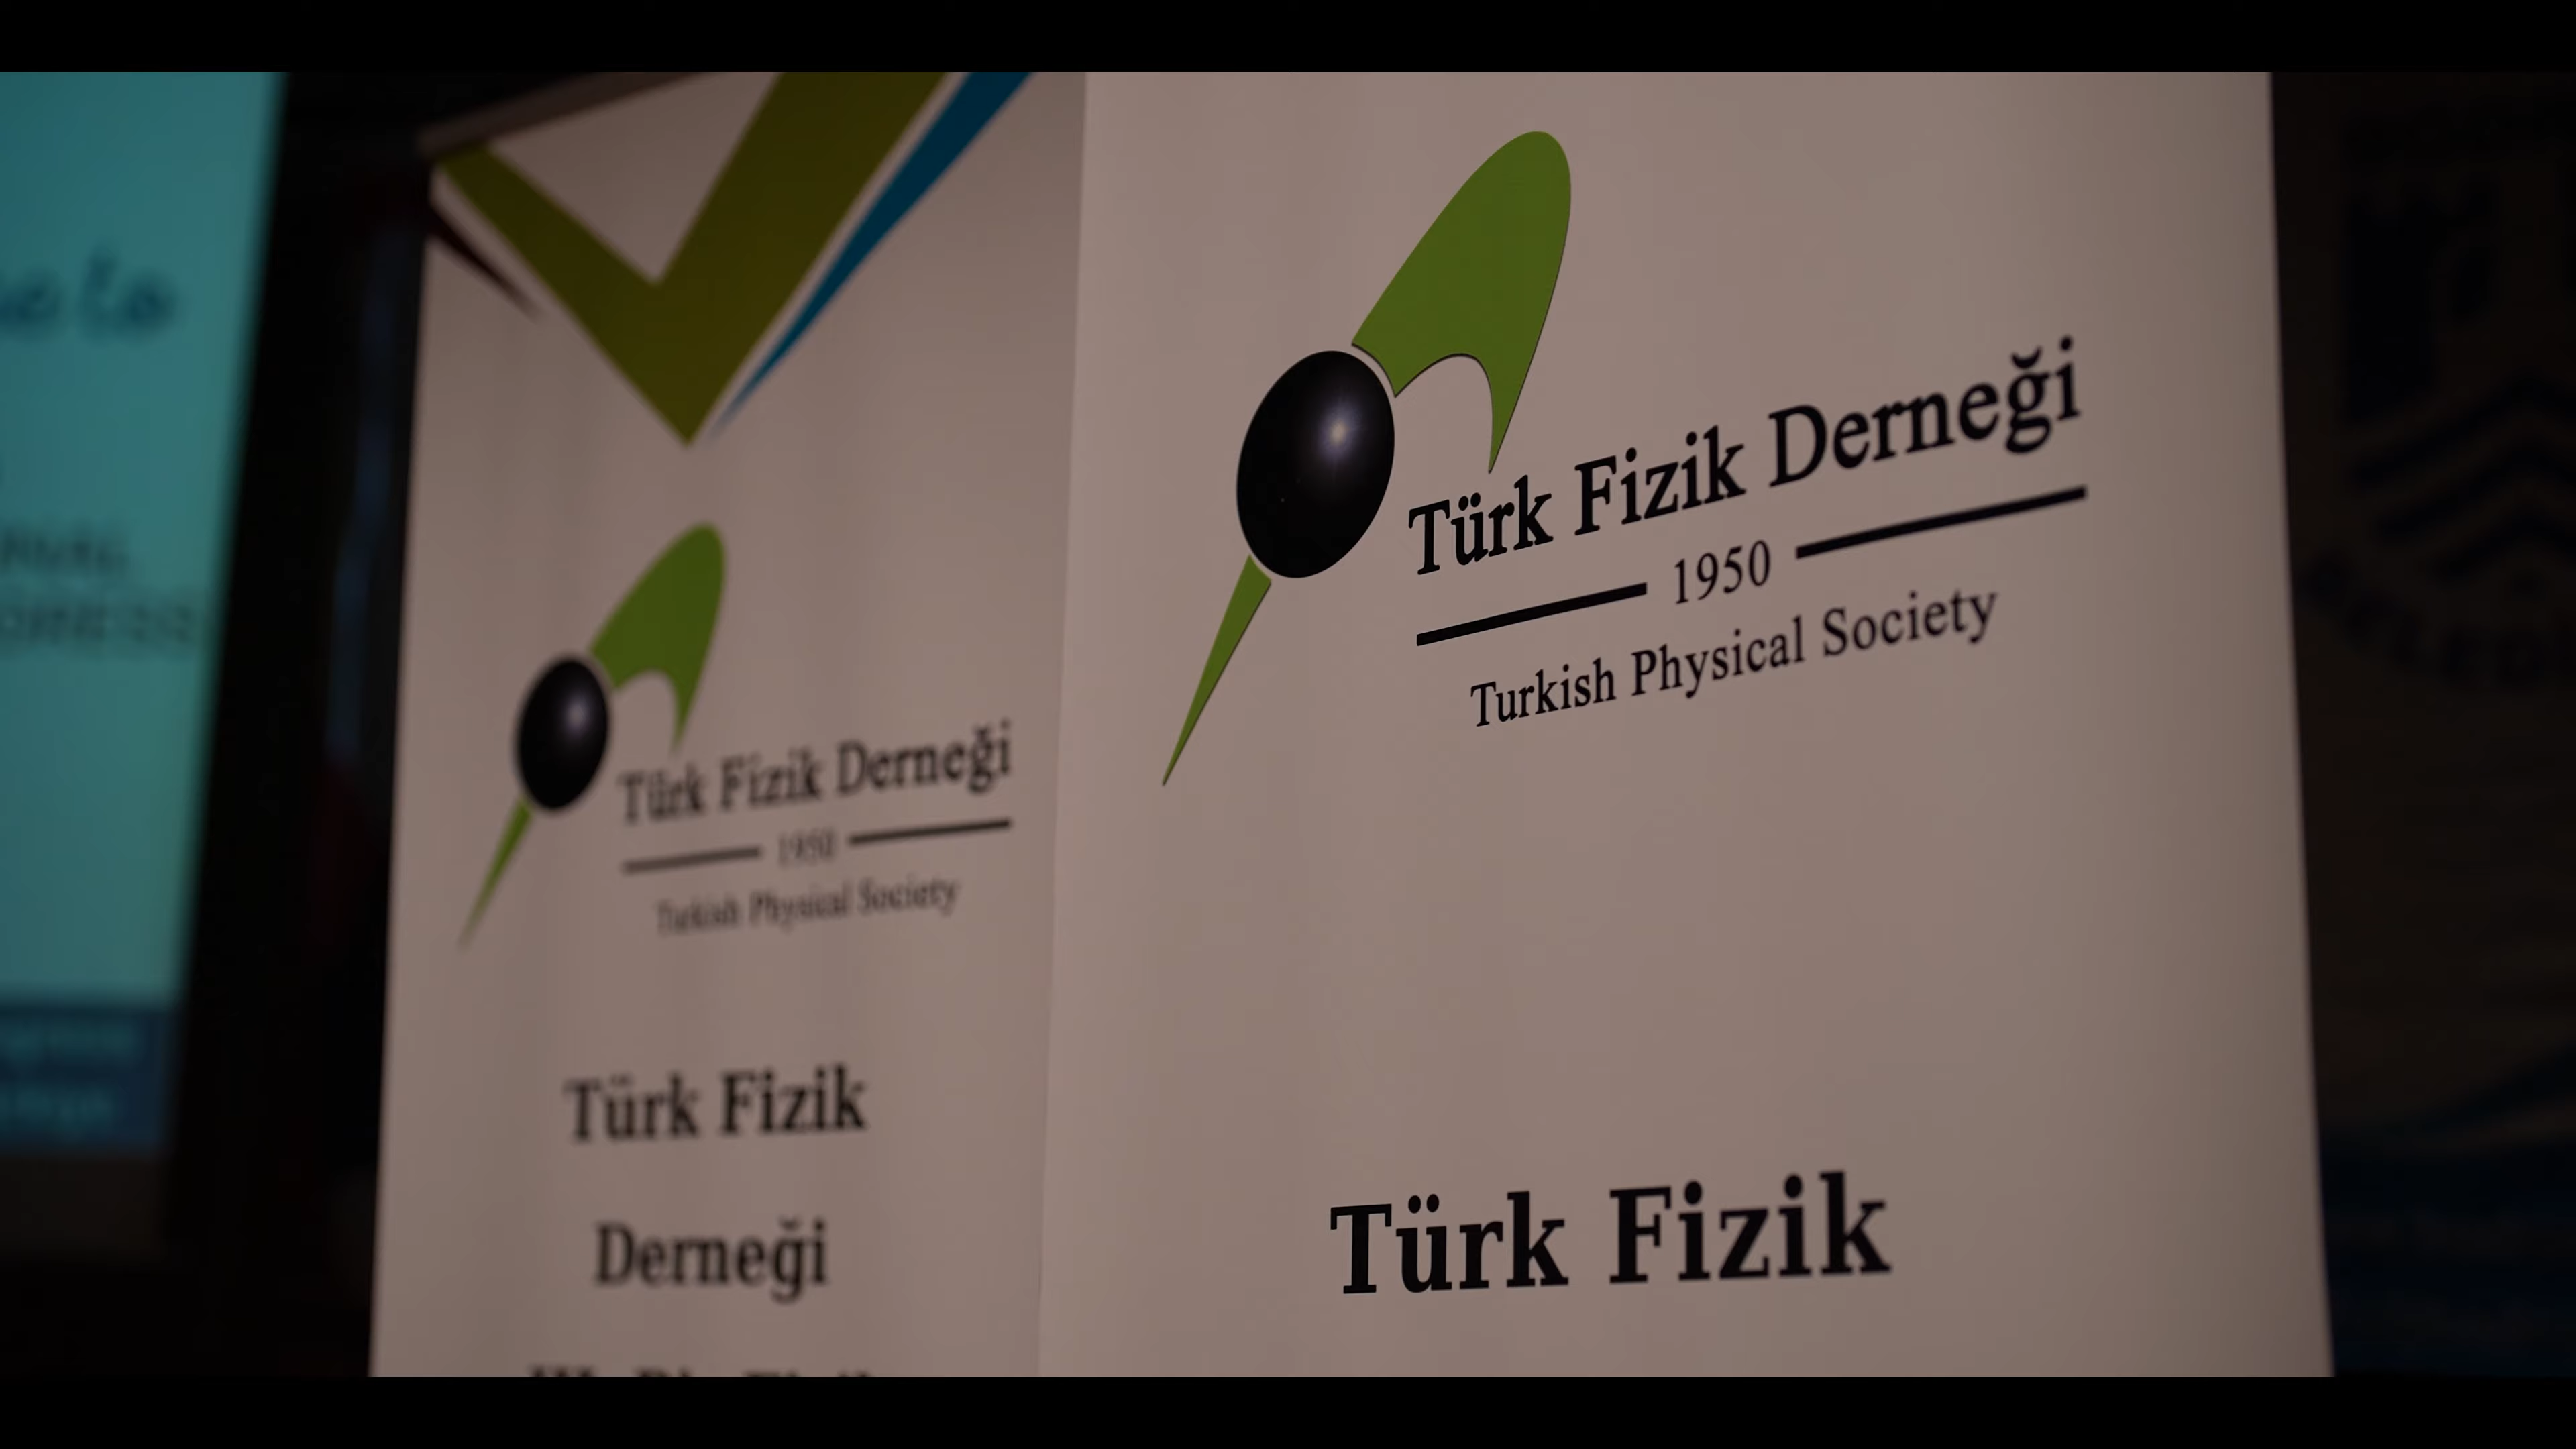 Türk Fizik Derneği
1950
Turkish Physical Society
Türk Fizik
Derneği
Türk Fizik Derneği
1950
Turkish Physical Society
Türk Fizik